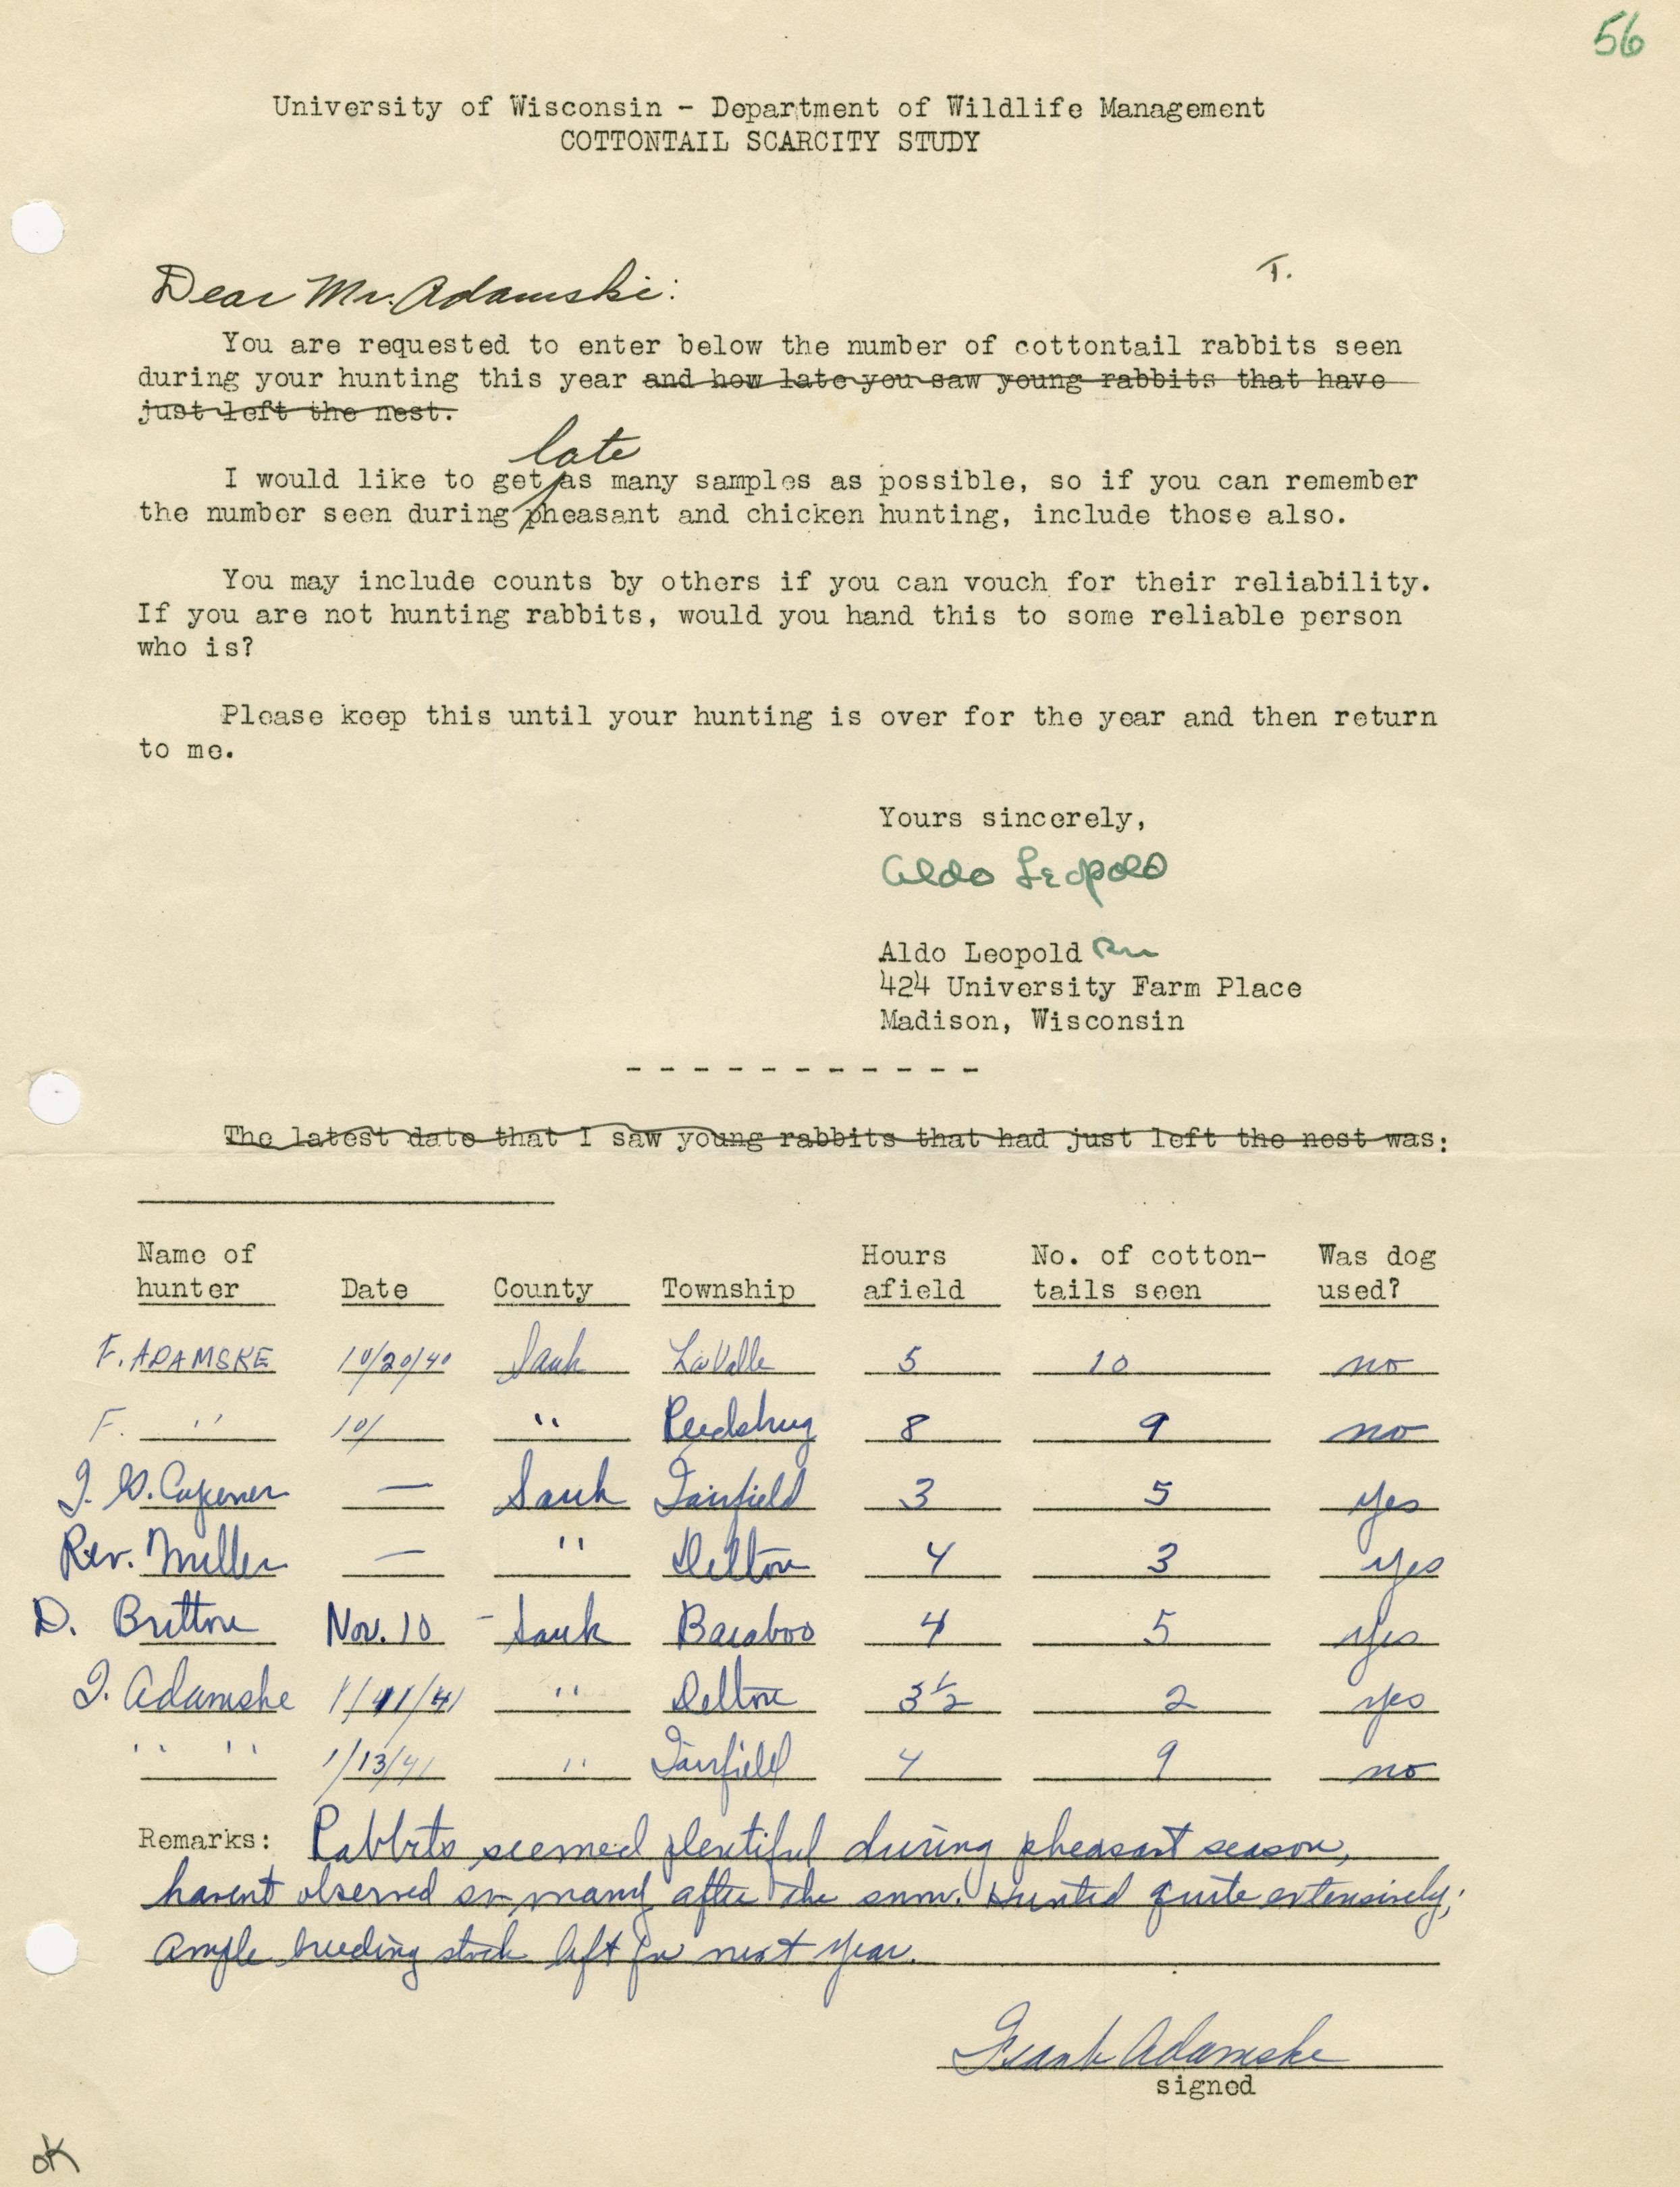 56
University of Wisconsin - Department of Wildlife Management
COTTONTAIL SCARCITY STUDY
T.
Dear Mr. Adamski:
You are requested to enter below the number of cottontail rabbits seen
during your hunting this year and how late you saw young rabbits that have
just left the nest.
late
I would like to get as many samples as possible, so if you can remember
the number seen during pheasant and chicken hunting, include those also.
You may include counts by others if you can vouch for their reliability.
If you are not hunting rabbits, would you hand this to some reliable person
who is?
Please keep this until your hunting is over for the year and then return
to me.
Yours sincerely,
Aldo Leopold
Aldo Leopold
424 University Farm Place
Madison, Wisconsin
- - - - - - - - - - -
The latest date that I saw young rabbits that had just left the nest was:
Name of Hours No. of cotton- Was dog
hunter Date County Township afield tails seen used?
F. ADAMSKE 10/20/40 Sauk LaValle 5 10 no
F. " 10/ " Reedsburg 8 9 no
— Sauk Fairfield 3 5 yes
Rev. Miller — " Delton 4 3 yes
D. Britton Nov. 10 - Sauk Baraboo 4 5 yes
F. Adamske 1/11/41 " Delton 3 1/2 2 yes
" " 1/13/41 " Fairfield 4 9 no
Remarks: Rabbits seemed plentiful during pheasant season,
havent observed so many after the snow. Hunted quite extensively;
Ample breeding stock left for next year.
Frank Adamske
signed
OK